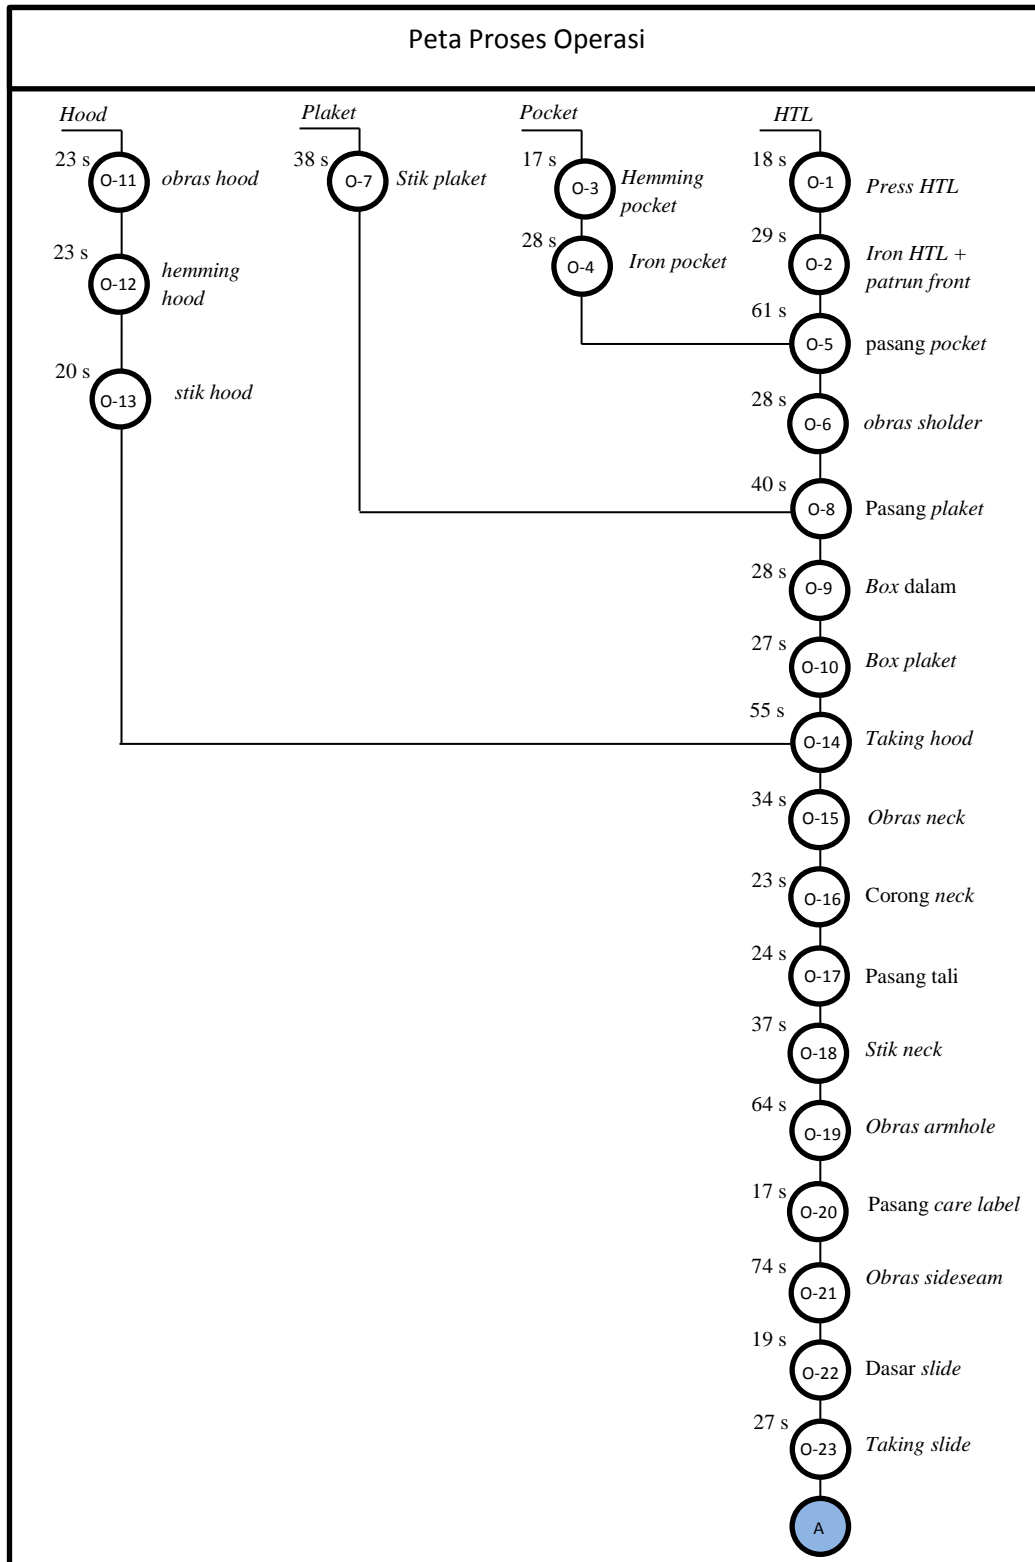 Peta Proses Operasi
Hood
23 s
O-11
obras hood
23 s
O-12
hemming
hood
20 s
O-13
stik hood
Plaket
38 s
O-7
Stik plaket
Pocket
17 s
O-3
Hemming
pocket
28 s
O-4
Iron pocket
HTL
18 s
O-1
Press HTL
29 s
O-2
Iron HTL +
patrun front
61 s
O-5
pasang pocket
28 s
O-6
obras sholder
40 s
O-8
Pasang plaket
28 s
O-9
Box dalam
27 s
O-10
Box plaket
55 s
O-14
Taking hood
34 s
O-15
Obras neck
23 s
O-16
Corong neck
24 s
O-17
Pasang tali
37 s
O-18
Stik neck
64 s
O-19
Obras armhole
17 s
O-20
Pasang care label
74 s
O-21
Obras sideseam
19 s
O-22
Dasar slide
27 s
O-23
Taking slide
A